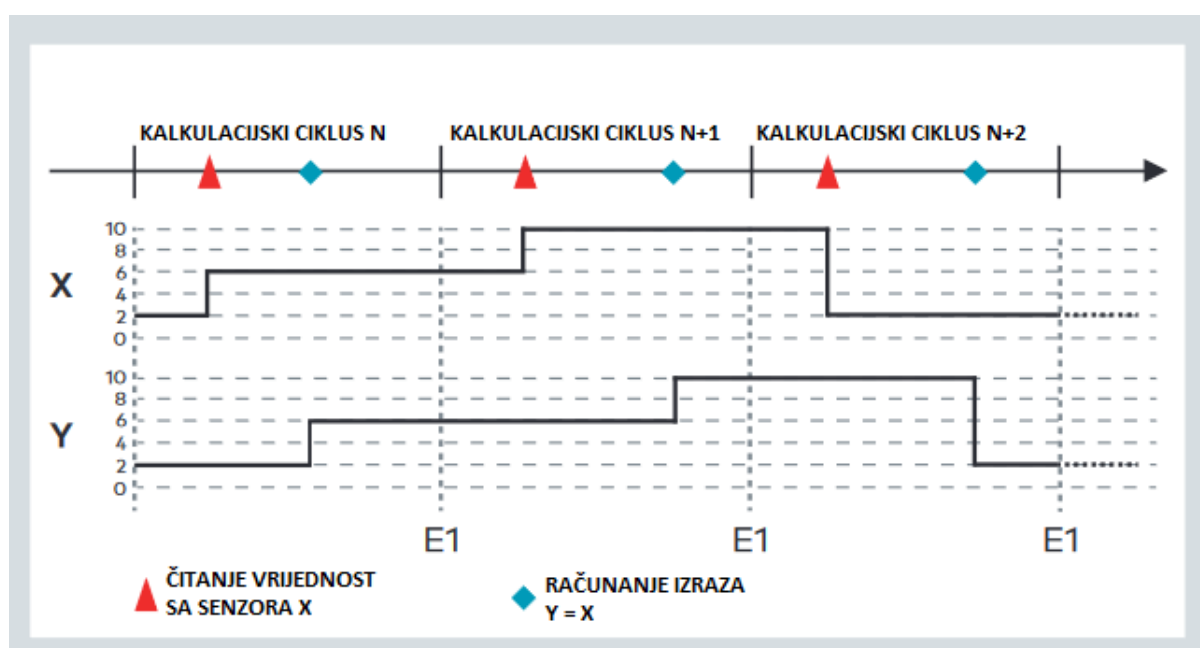 KALKULACIJSKI CIKLUS N
KALKULACIJSKI CIKLUS N+1
KALKULACIJSKI CIKLUS N+2
X
10
8
6
4
2
0
Y
10
8
6
4
2
0
E1
E1
E1
ČITANJE VRIJEDNOST
SA SENZORA X
RAČUNANJE IZRAZA
Y = X